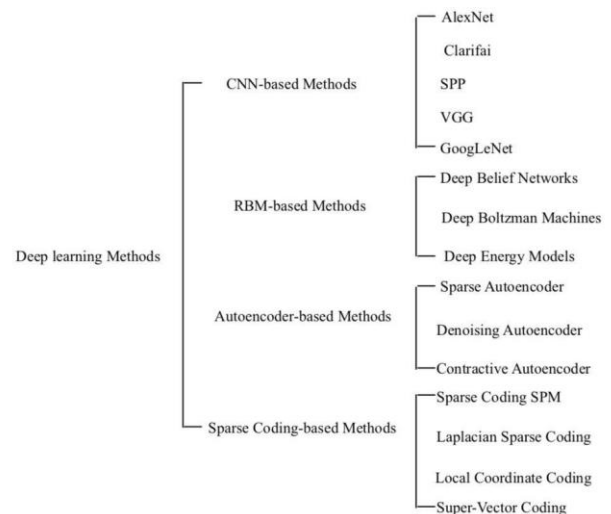 Deep learning Methods
CNN-based Methods
AlexNet
Clarifai
SPP
VGG
GoogLeNet
RBM-based Methods
Deep Belief Networks
Deep Boltzman Machines
Deep Energy Models
Autoencoder-based Methods
Sparse Autoencoder
Denoising Autoencoder
Contractive Autoencoder
Sparse Coding-based Methods
Sparse Coding SPM
Laplacian Sparse Coding
Local Coordinate Coding
Super-Vector Coding